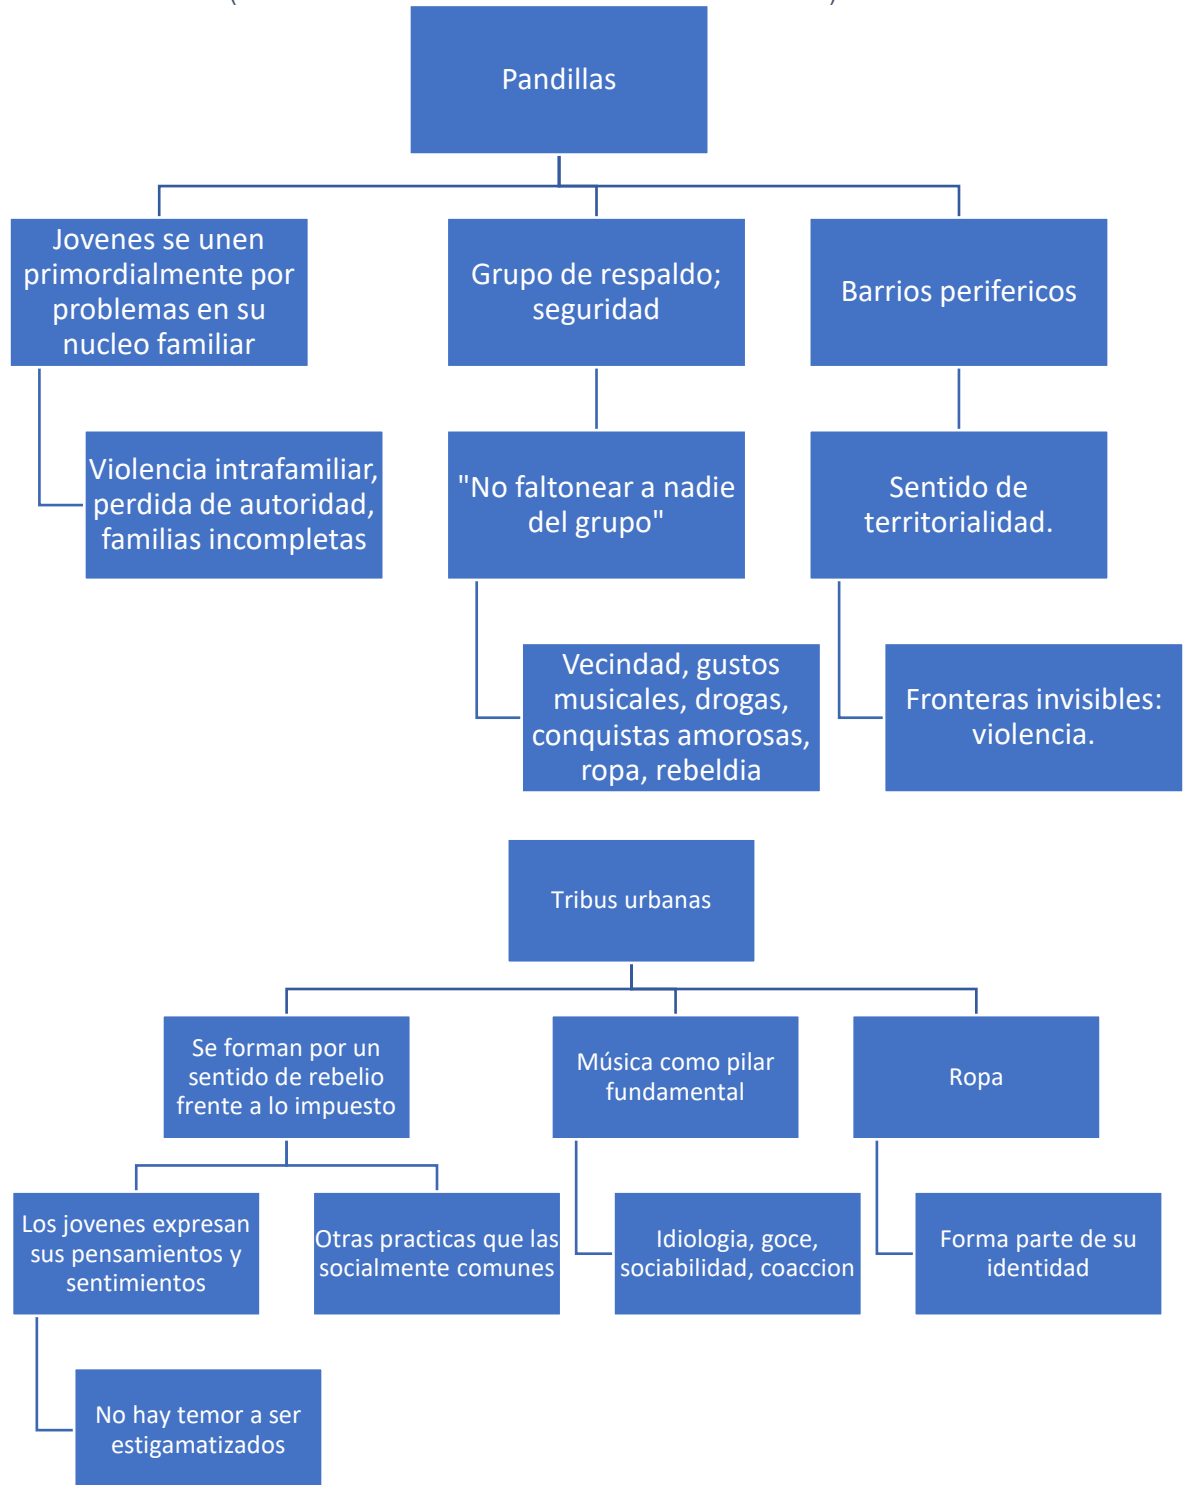 Pandillas
Jovenes se unen
primordialmente por
problemas en su
nucleo familiar
Violencia intrafamiliar,
perdida de autoridad,
familias incompletas
Grupo de respaldo;
seguridad
"No faltonear a nadie
del grupo"
Vecindad, gustos
musicales, drogas,
conquistas amorosas,
ropa, rebeldia
Barrios perifericos
Sentido de
territorialidad.
Fronteras invisibles:
violencia.
Tribus urbanas
Se forman por un
sentido de rebelio
frente a lo impuesto
Los jovenes expresan
sus pensamientos y
sentimientos
No hay temor a ser
estigamatizados
Otras practicas que las
socialmente comunes
Música como pilar
fundamental
Idiologia, goce,
sociabilidad, coaccion
Ropa
Forma parte de su
identidad